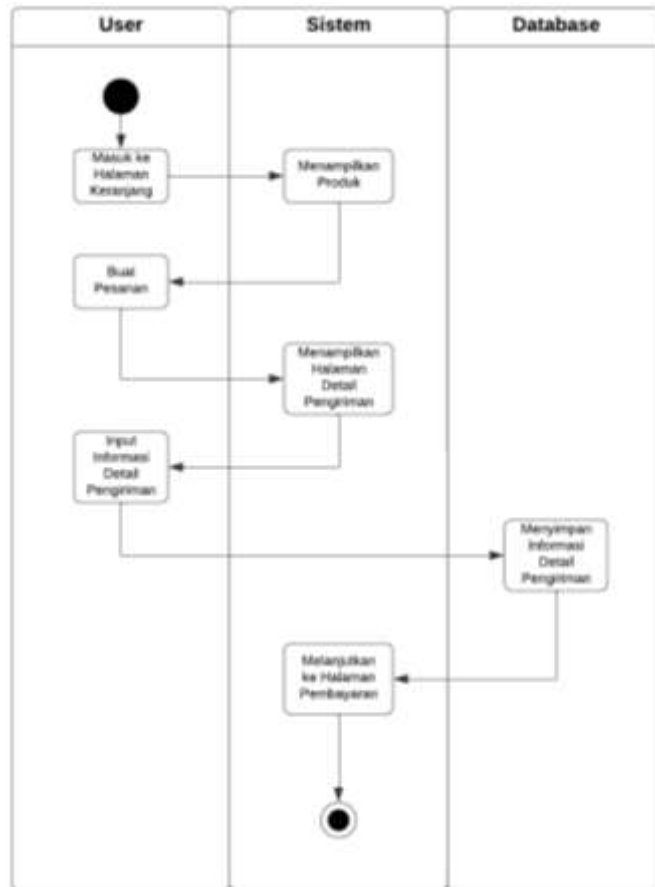 User
Sistem
Database
Masuk ke
Halaman
Keranjang
Menampilkan
Produk
Buat
Pesanan
Menampilkan
Halaman
Detail
Pengiriman
Input
Informasi
Detail
Pengiriman
Menyimpan
Informasi
Detail
Pengiriman
Melanjutkan
ke Halaman
Pembayaran